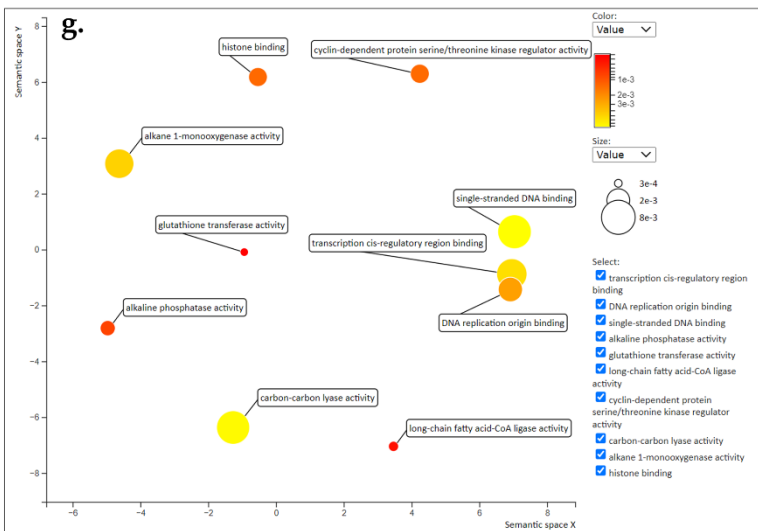 g.
Semantic space Y
8
6
4
2
0
−2
−4
−6
−8
−6
−4
−2
0
2
4
6
8
Semantic space X
histone binding
cyclin-dependent protein serine/threonine kinase regulator activity
alkane 1-monooxygenase activity
single-stranded DNA binding
glutathione transferase activity
transcription cis-regulatory region binding
alkaline phosphatase activity
DNA replication origin binding
carbon-carbon lyase activity
long-chain fatty acid-CoA ligase activity
Color:
Value
1e-3
2e-3
3e-3
Size:
Value
3e-4
2e-3
8e-3
Select:
transcription cis-regulatory region
binding
DNA replication origin binding
single-stranded DNA binding
alkaline phosphatase activity
glutathione transferase activity
long-chain fatty acid-CoA ligase
activity
cyclin-dependent protein
serine/threonine kinase regulator
activity
carbon-carbon lyase activity
alkane 1-monooxygenase activity
histone binding